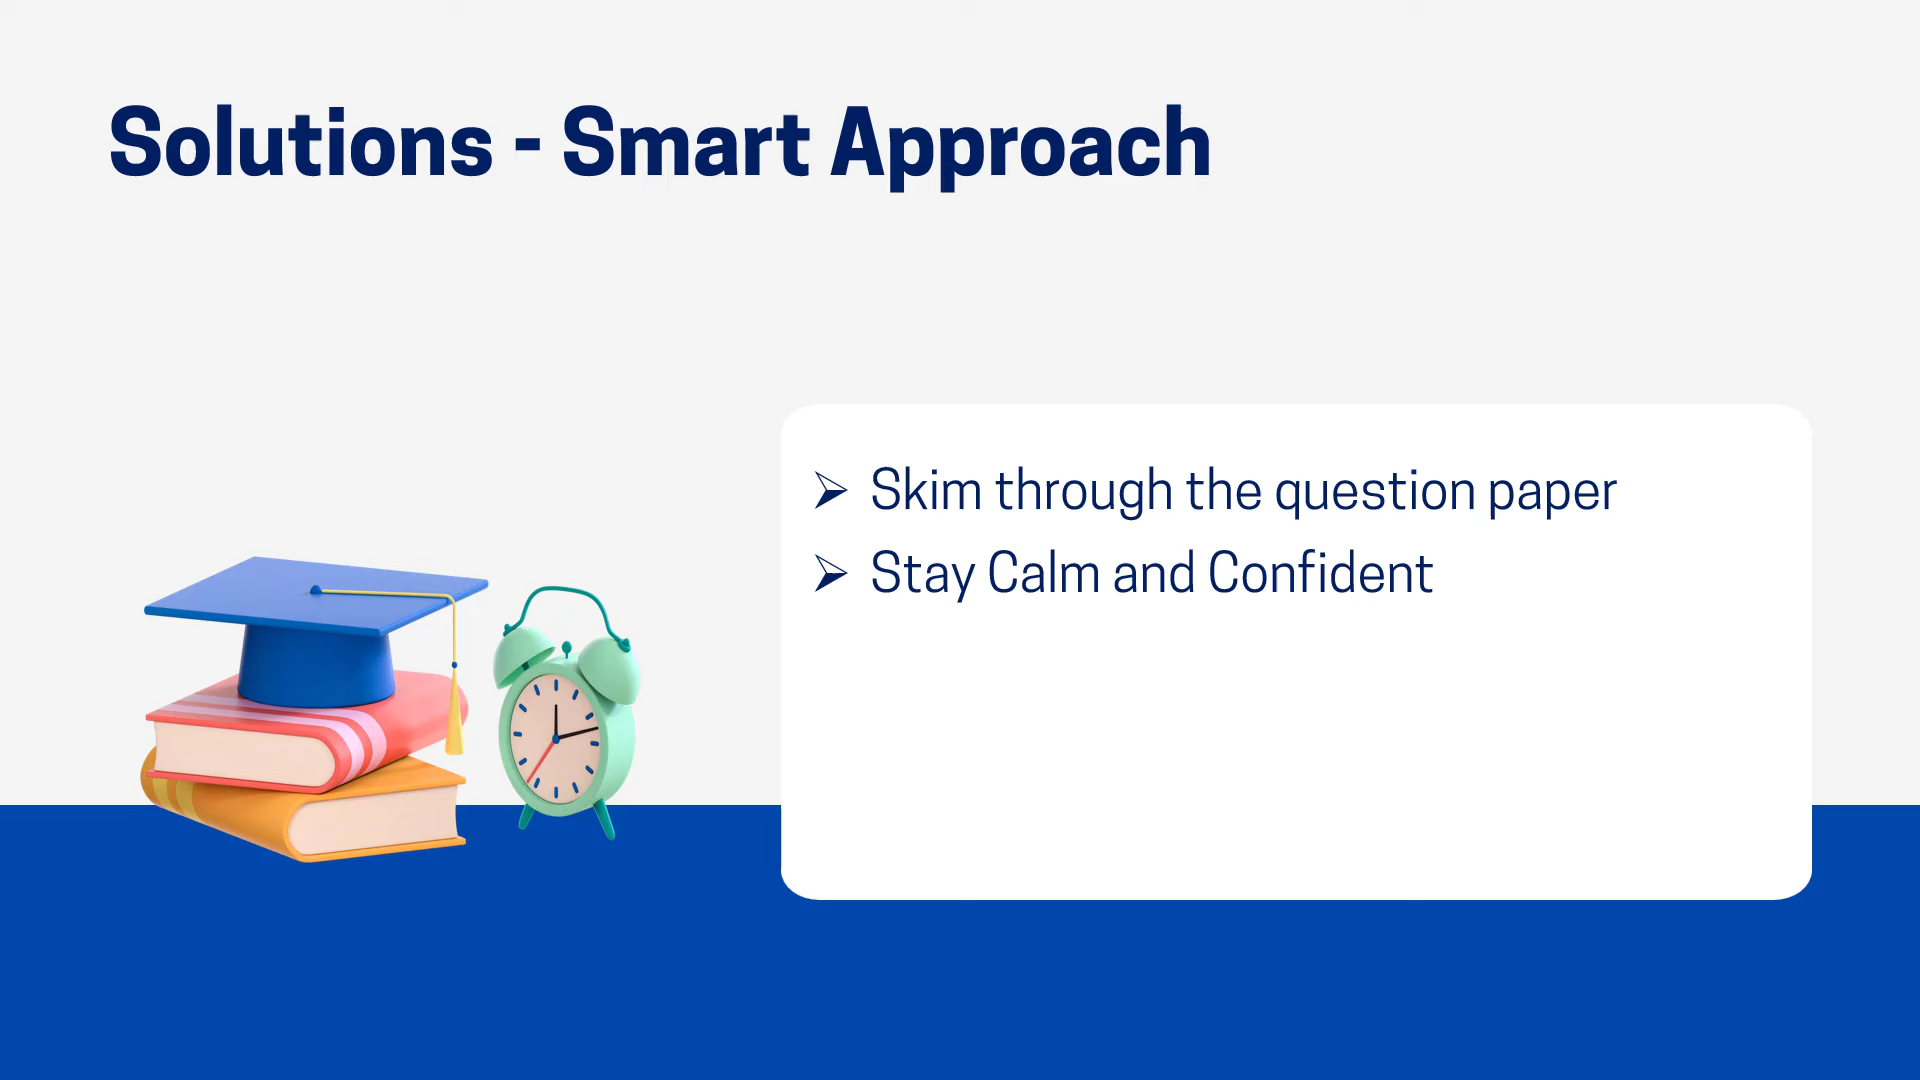 Solutions - Smart Approach
➢ Skim through the question paper
➢ Stay Calm and Confident